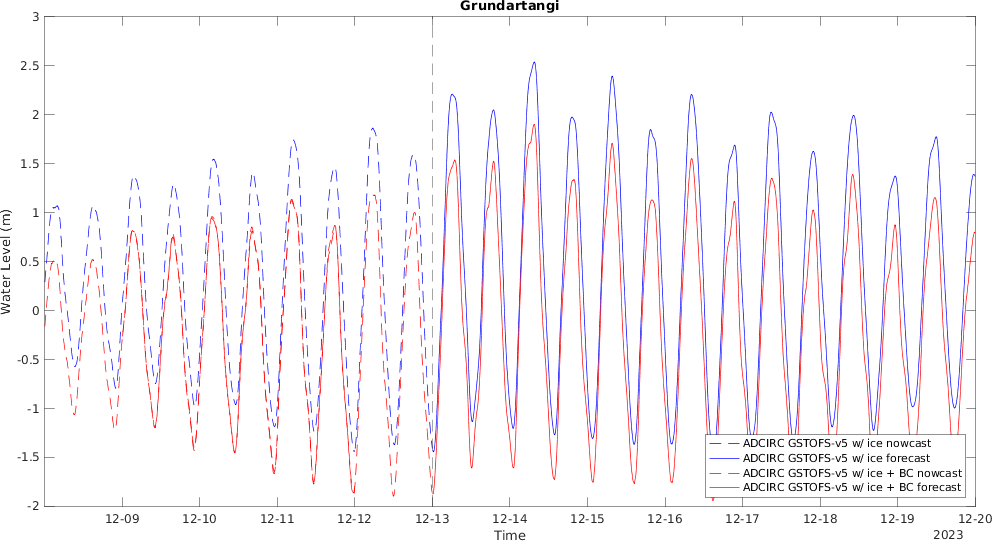 Grundartangi
3
2.5
2
1.5
1
0.5
0
-0.5
-1
-1.5
-2
Water Level (m)
ADCIRC GSTOFS-v5 w/ ice nowcast
ADCIRC GSTOFS-v5 w/ ice forecast
ADCIRC GSTOFS-v5 w/ ice + BC nowcast
ADCIRC GSTOFS-v5 w/ ice + BC forecast
12-09 12-10 12-11 12-12 12-13 12-14 12-15 12-16 12-17 12-18 12-19 12-20
Time
2023